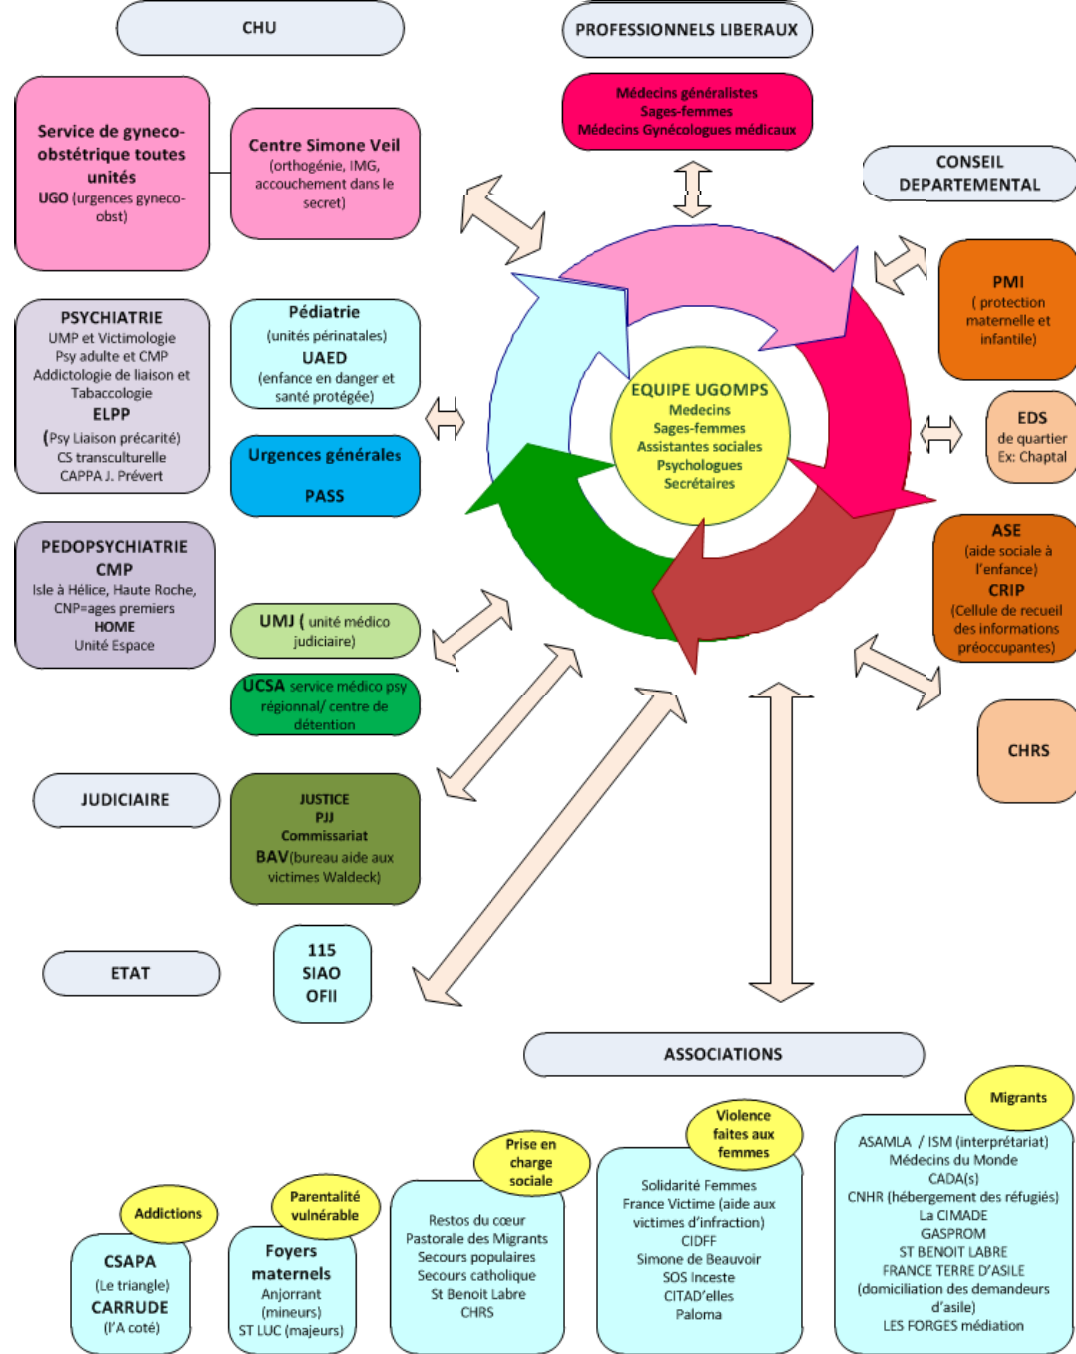 CHU
PROFESSIONNELS LIBERAUX
Médecins généralistes
Sages-femmes
Médecins Gynécologues médicaux
Service de gyneco-
obstétrique toutes
unités
UGO (urgences gyneco-
obst)
Centre Simone Veil
(orthogénie, IMG,
accouchement dans le
secret)
CONSEIL
DEPARTEMENTAL
PMI
( protection
maternelle et
infantile)
PSYCHIATRIE
UMP et Victimologie
Psy adulte et CMP
Addictologie de liaison et
Tabaccologie
ELPP
(Psy Liaison précarité)
CS transculturelle
CAPPA J. Prévert
Pédiatrie
(unités périnatales)
UAED
(enfance en danger et
santé protégée)
Urgences générales
PASS
EQUIPE UGOMPS
Medecins
Sages-femmes
Assistantes sociales
Psychologues
Secrétaires
EDS
de quartier
Ex: Chaptal
ASE
(aide sociale à
l'enfance)
CRIP
(Cellule de recueil
des informations
préoccupantes)
PEDOPSYCHIATRIE
CMP
Isle à Hélice, Haute Roche,
CNP=ages premiers
HOME
Unité Espace
UMJ ( unité médico
judiciaire)
UCSA service médico psy
régionnal/ centre de
détention
CHRS
JUDICIAIRE
JUSTICE
PJJ
Commissariat
BAV(bureau aide aux
victimes Waldeck)
ETAT
115
SIAO
OFII
ASSOCIATIONS
Addictions
CSAPA
(Le triangle)
CARRUDE
(l'A coté)
Parentalité
vulnérable
Foyers
maternels
Anjorrant
(mineurs)
ST LUC (majeurs)
Prise en
charge
sociale
Restos du cœur
Pastorale des Migrants
Secours populaires
Secours catholique
St Benoit Labre
CHRS
Violence
faites aux
femmes
Solidarité Femmes
France Victime (aide aux
victimes d'infraction)
CIDFF
Simone de Beauvoir
SOS Inceste
CITAD'elles
Paloma
Migrants
ASAMLA / ISM (interprétariat)
Médecins du Monde
CADA(s)
CNHR (hébergement des réfugiés)
La CIMADE
GASPROM
ST BENOIT LABRE
FRANCE TERRE D'ASILE
(domiciliation des demandeurs
d'asile)
LES FORGES médiation